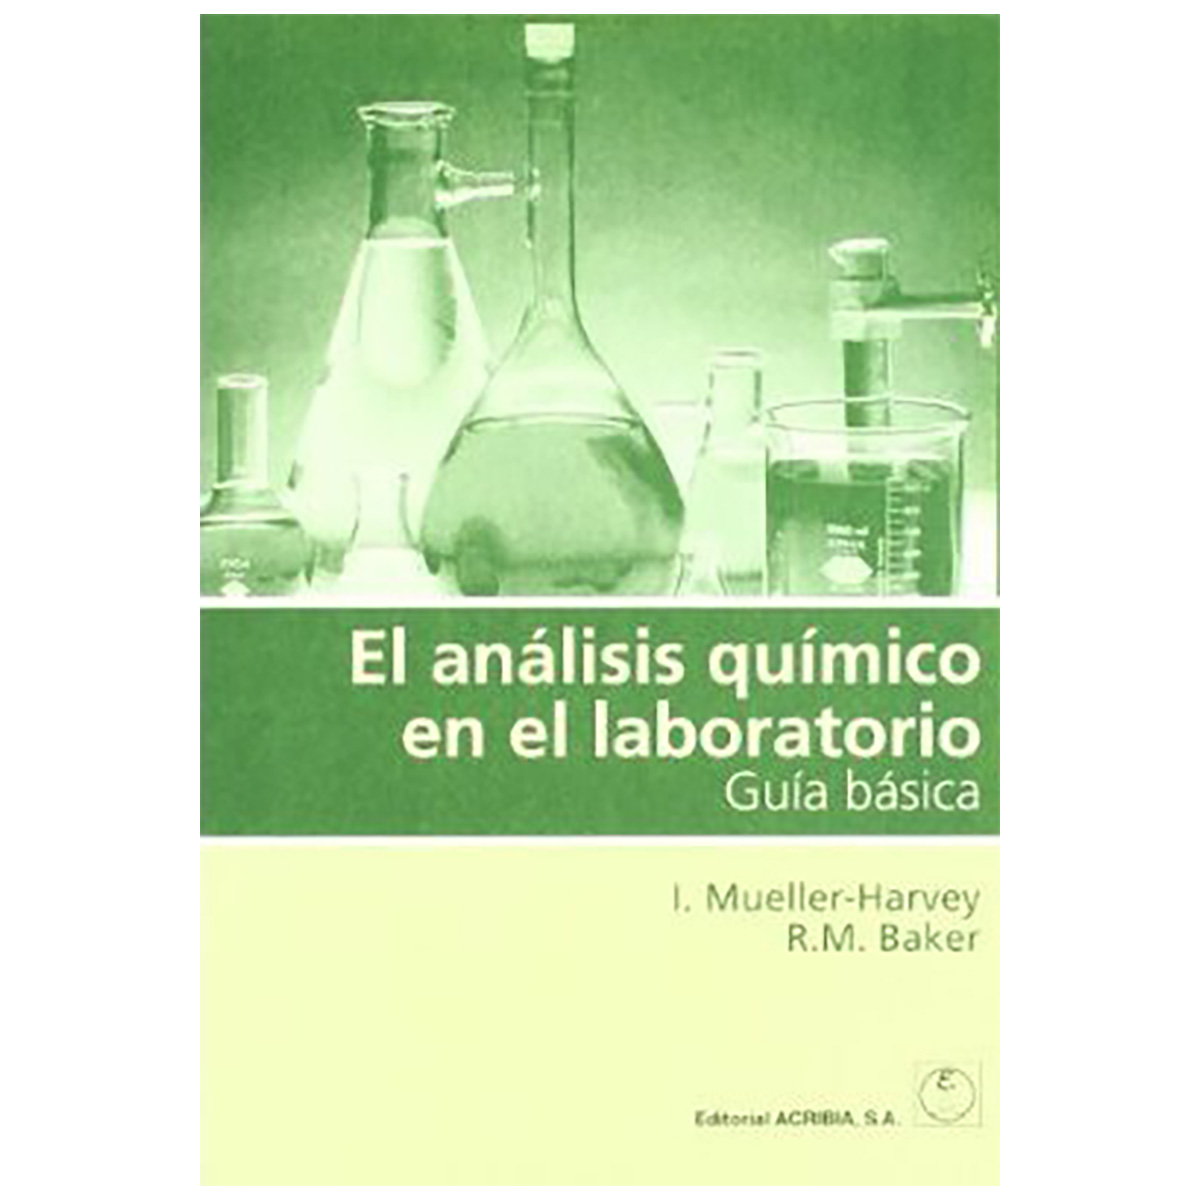 El análisis químico
en el laboratorio
Guía básica
I. Mueller-Harvey
R.M. Baker
Editorial ACRIBIA, S.A.